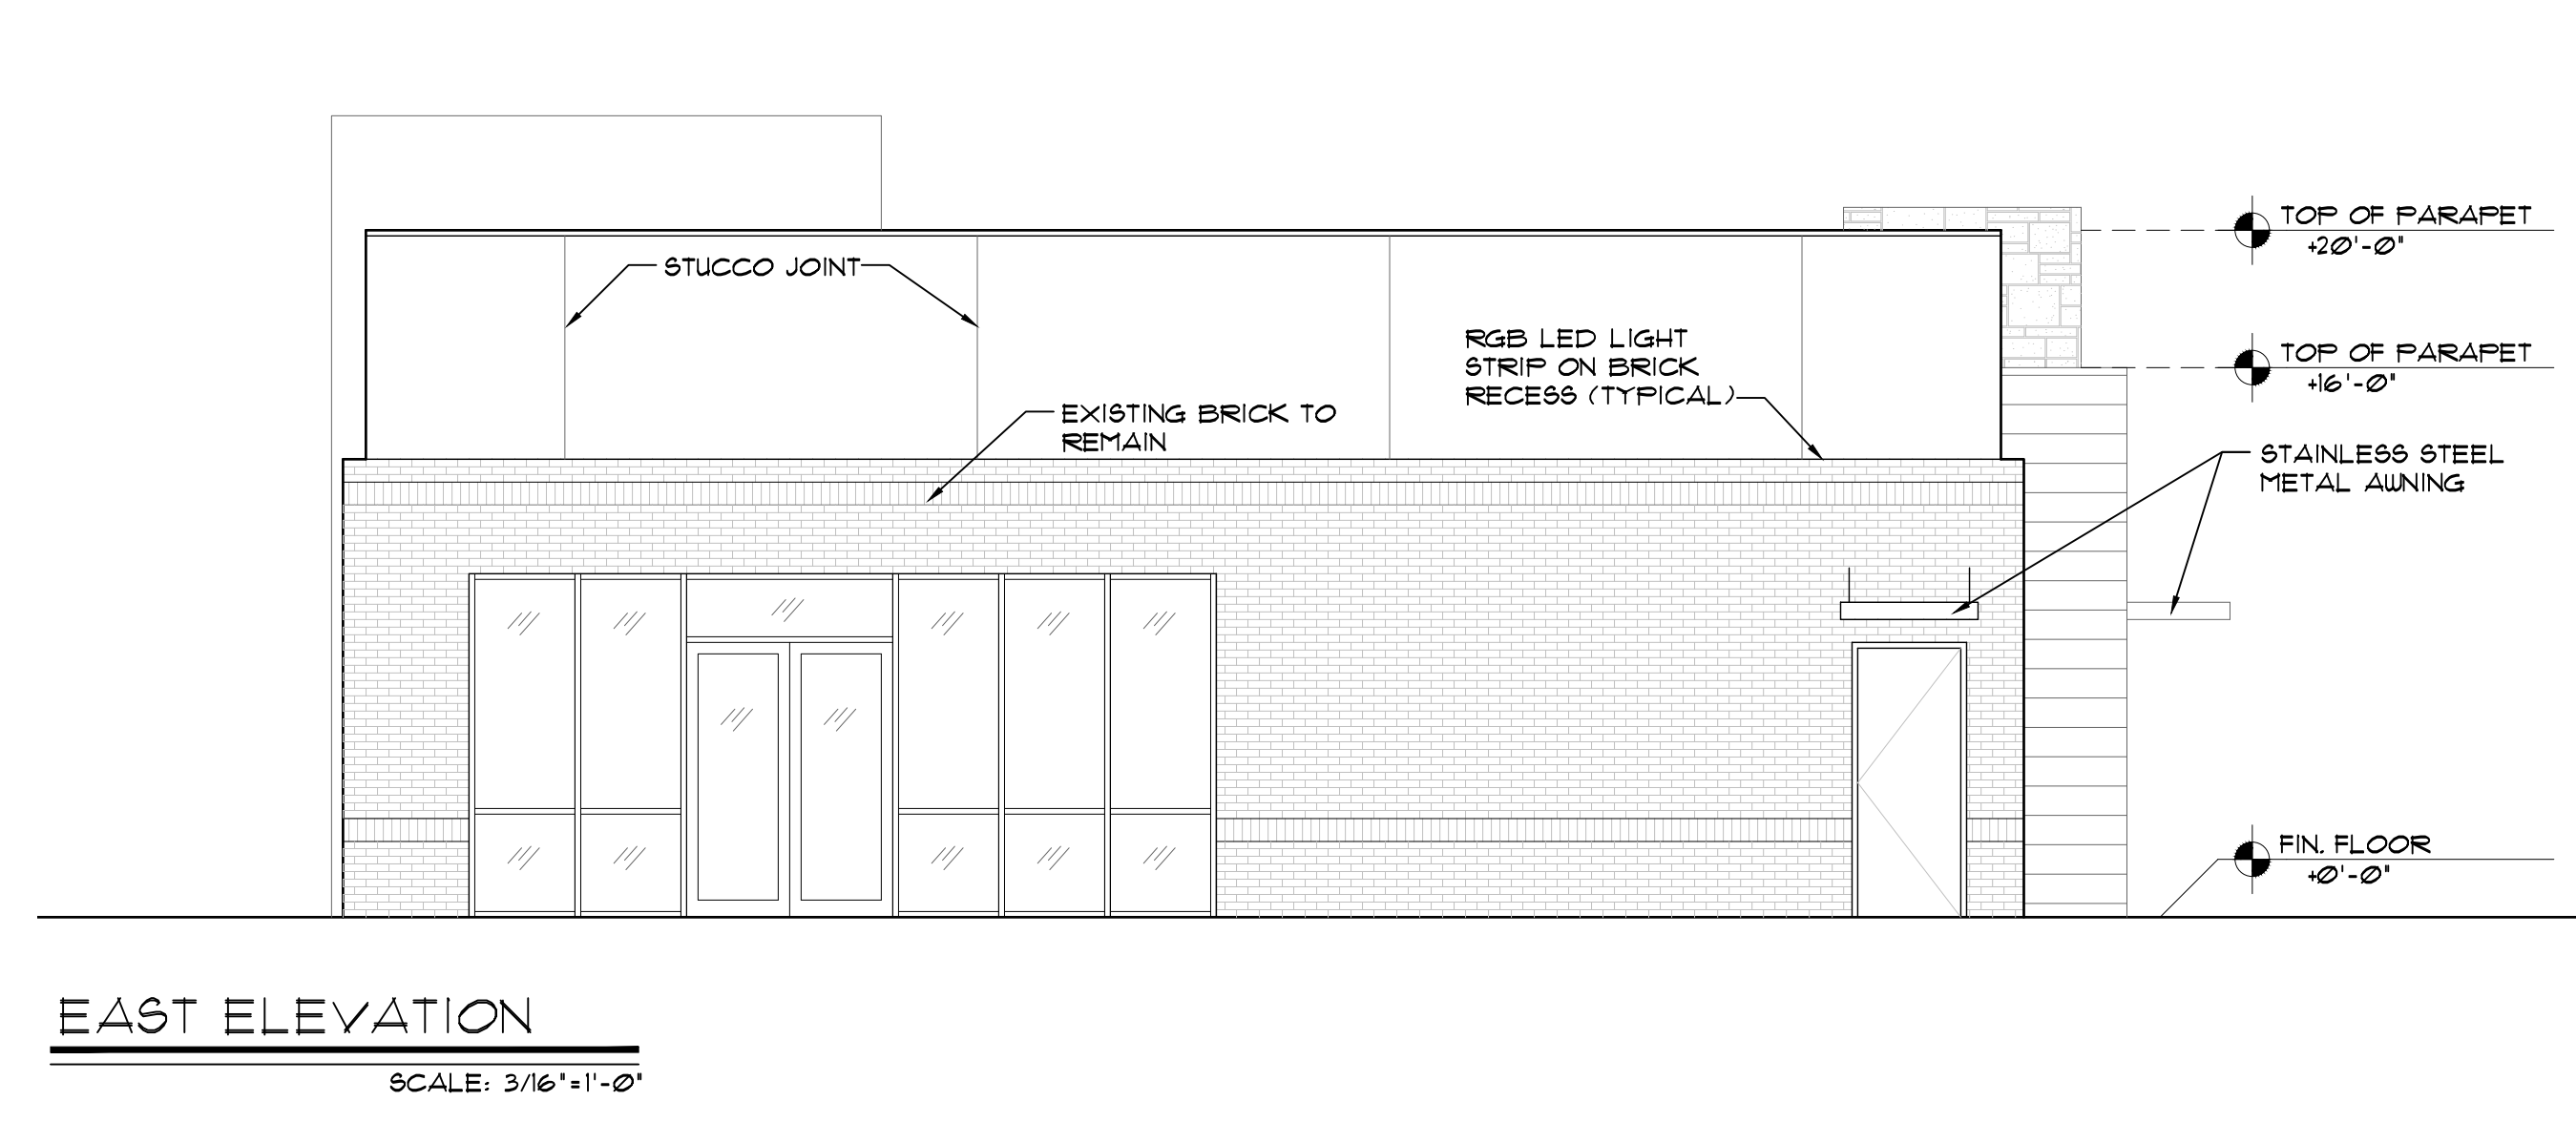 TOP OF PARAPET
+20'-0"
STUCCO JOINT
RGB LED LIGHT
STRIP ON BRICK
RECESS (TYPICAL)
TOP OF PARAPET
+16'-0"
EXISTING BRICK TO
REMAIN
STAINLESS STEEL
METAL AWNING
FIN. FLOOR
+0'-0"
EAST ELEVATION
SCALE: 3/16"=1'-0"